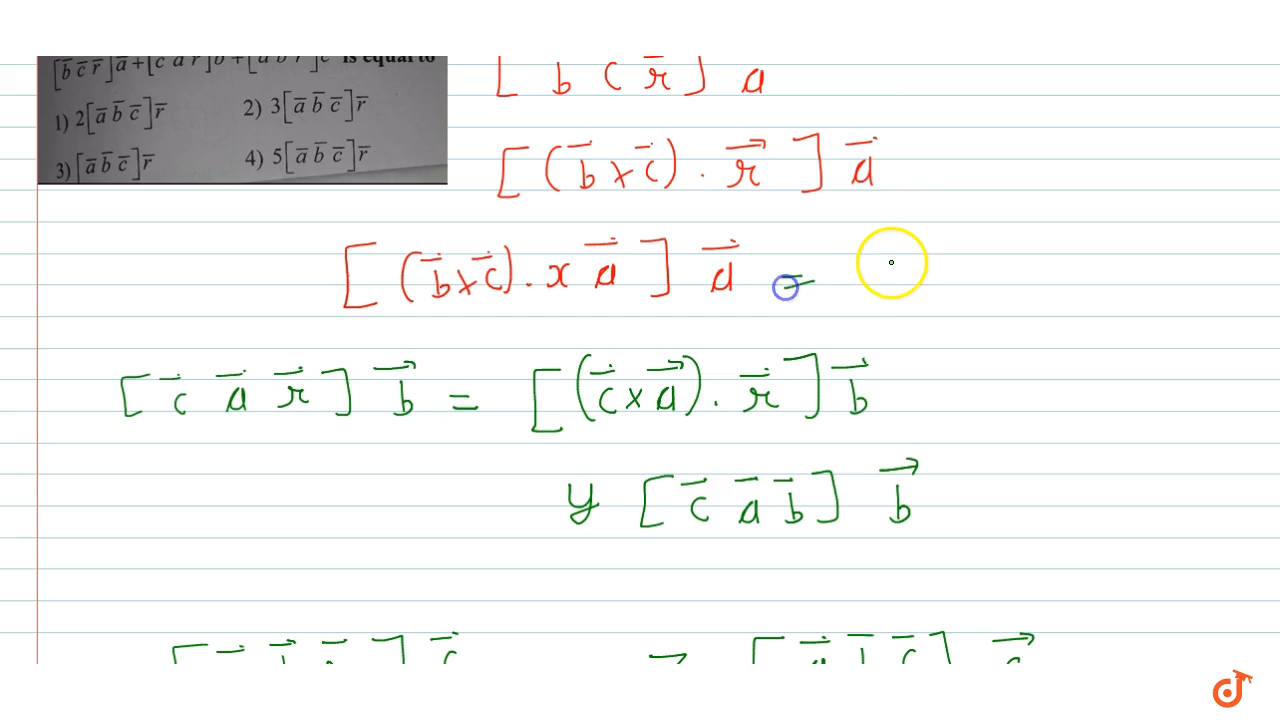 [b̄ c̄ r̄]ā+[c̄ ā r̄]b̄+[ā b̄ r̄]c̄ is equal to
1) 2[ā b̄ c̄]r̄ 2) 3[ā b̄ c̄]r̄
3) [ā b̄ c̄]r̄ 4) 5[ā b̄ c̄]r̄
[ b c r̄ ] a
[ (b̄ × c̄) . r⃗ ] ā
[ (b̄ × c̄) . x ā ] ā =
[ c̄ ā r̄ ] b⃗ = [ (c̄ × a⃗) . r̄ ] b⃗
y [ c̄ ā b̄ ] b⃗